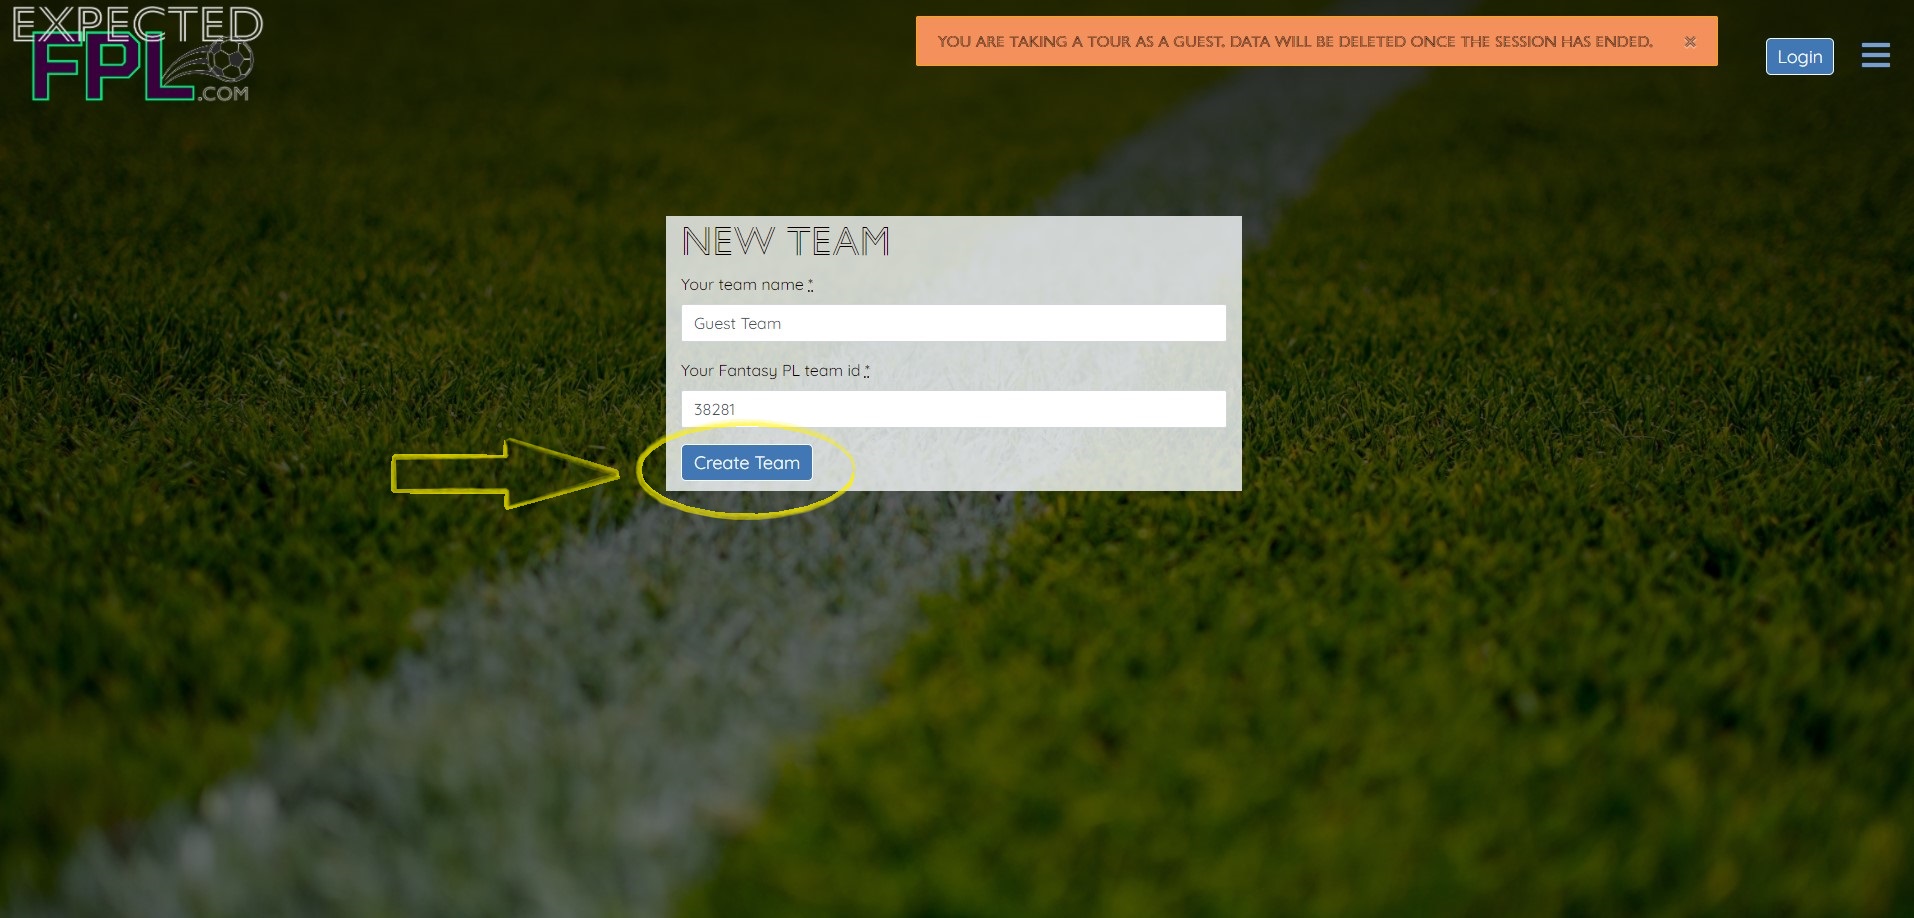 EXPECTED
FPL
.COM
YOU ARE TAKING A TOUR AS A GUEST. DATA WILL BE DELETED ONCE THE SESSION HAS ENDED. ×
Login
NEW TEAM
Your team name *
Guest Team
Your Fantasy PL team id *
38281
Create Team